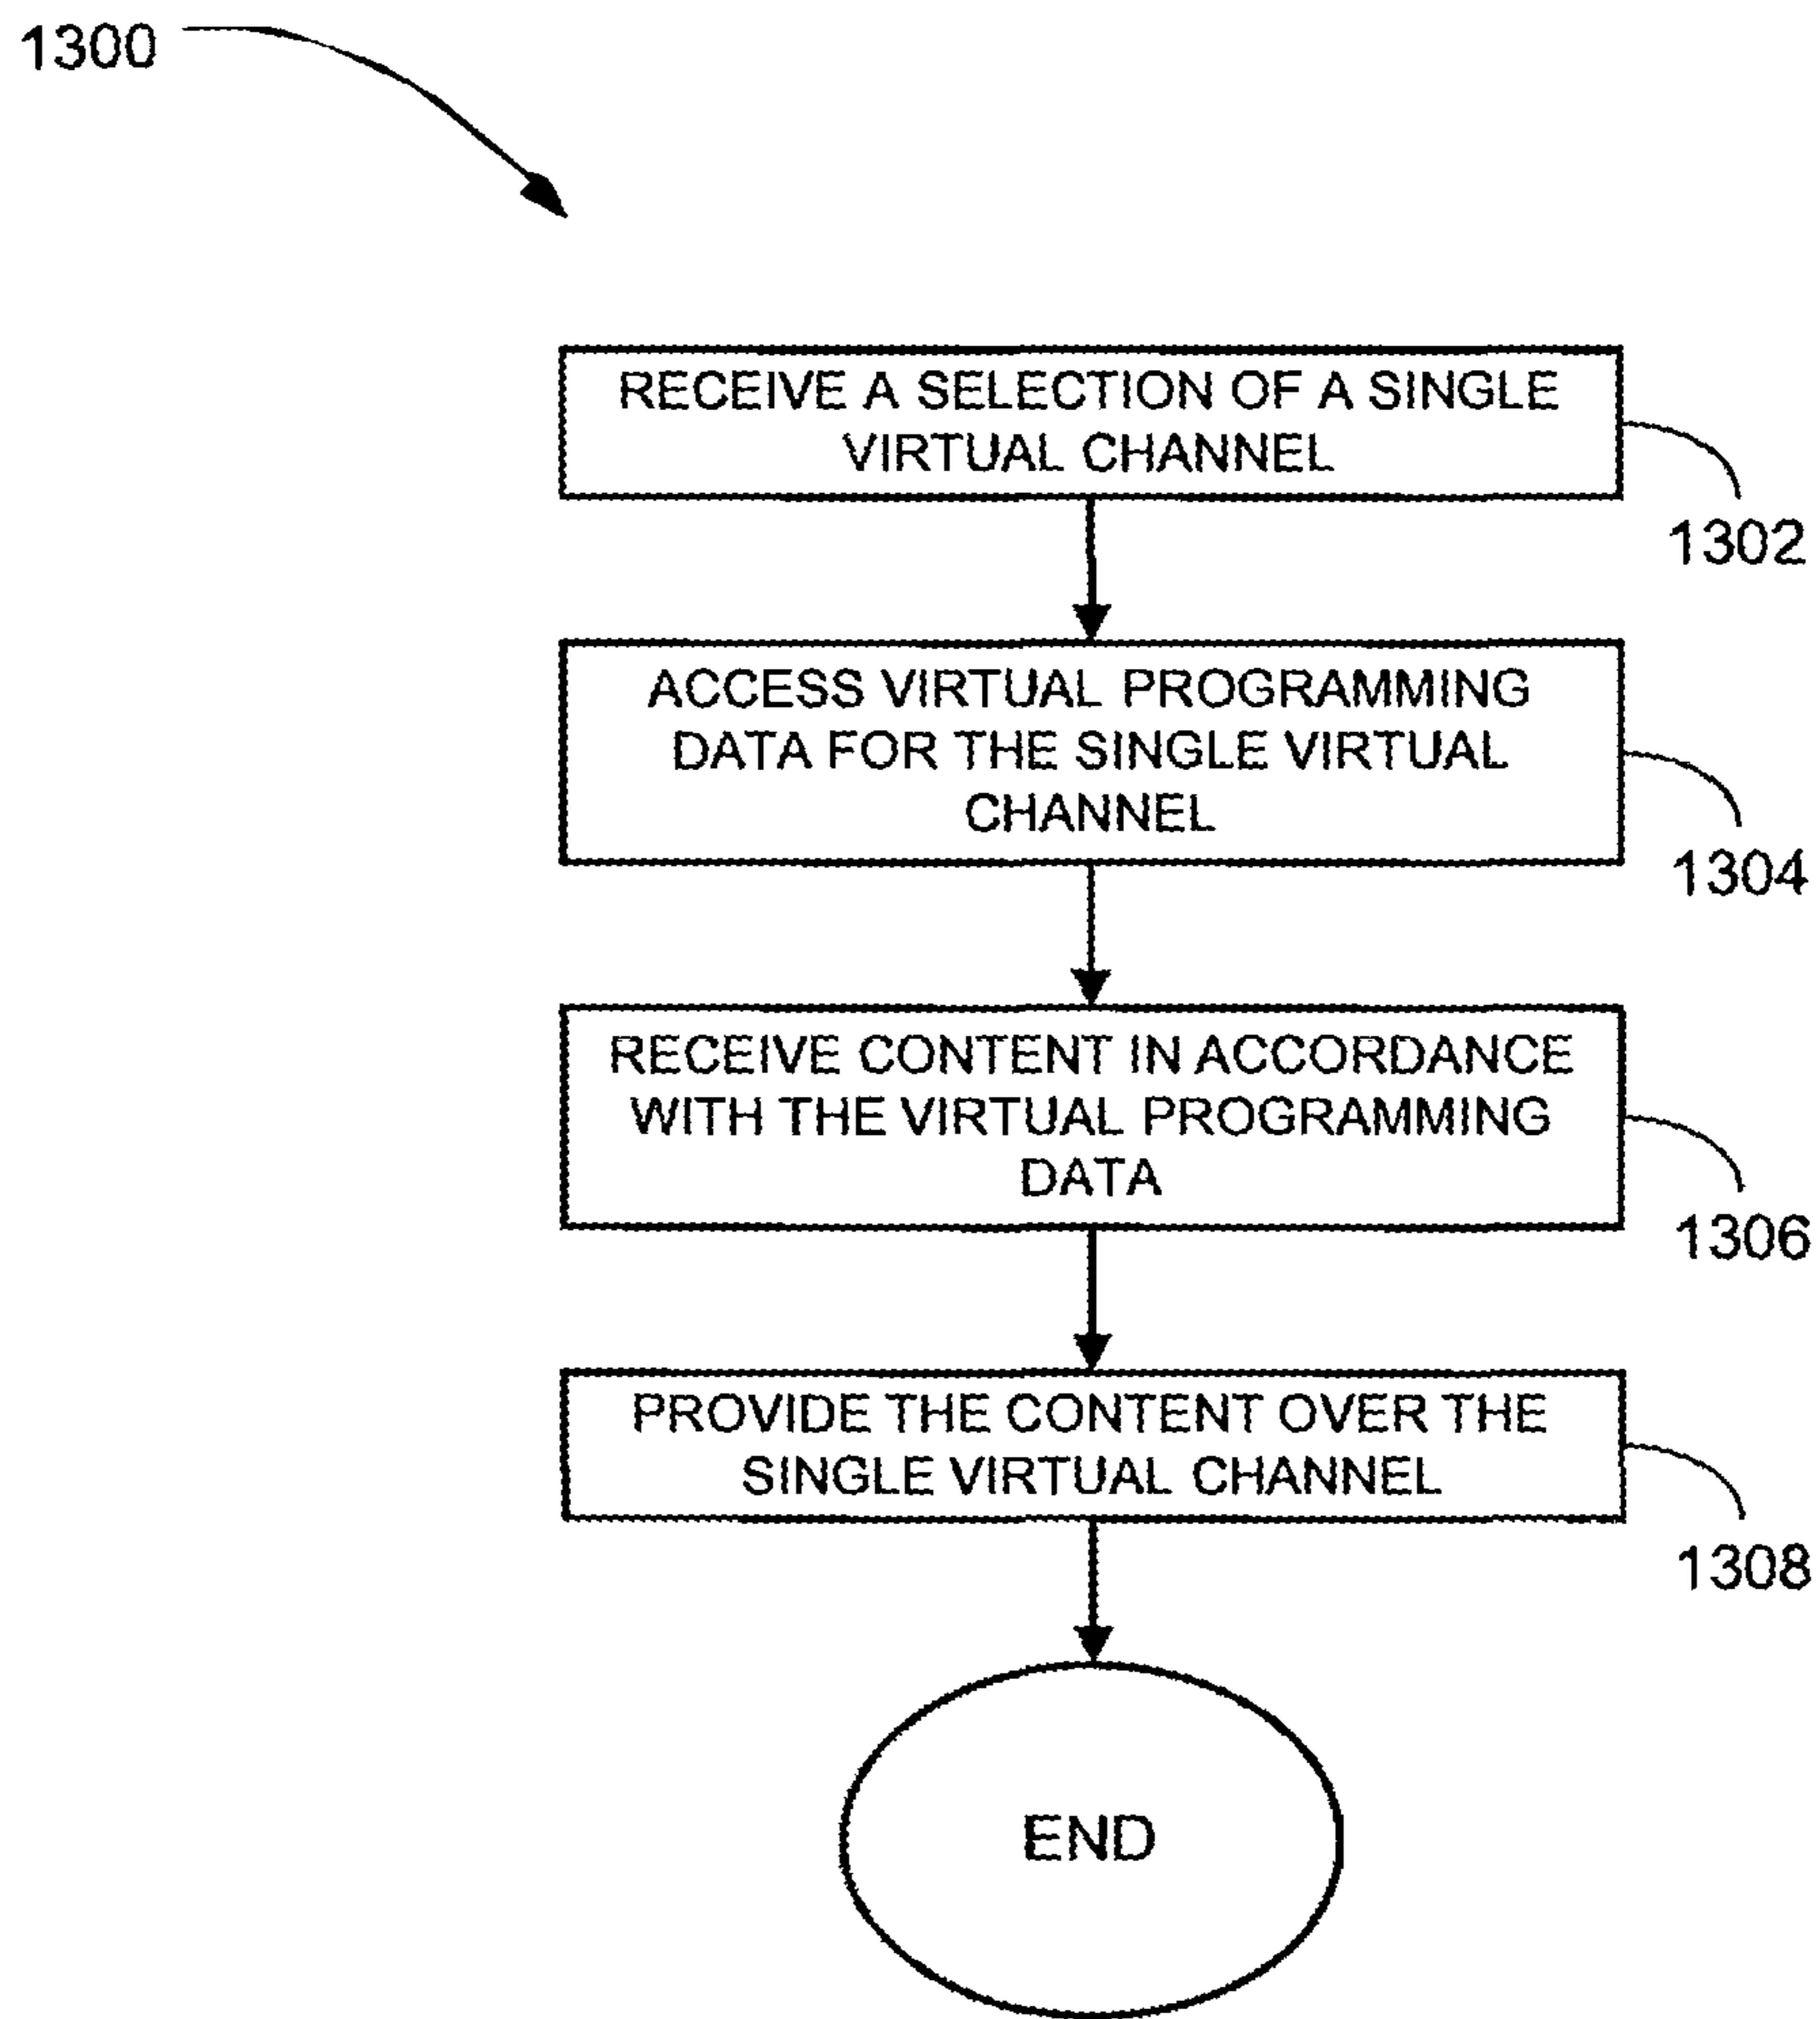 1300
RECEIVE A SELECTION OF A SINGLE
VIRTUAL CHANNEL
1302
ACCESS VIRTUAL PROGRAMMING
DATA FOR THE SINGLE VIRTUAL
CHANNEL
1304
RECEIVE CONTENT IN ACCORDANCE
WITH THE VIRTUAL PROGRAMMING
DATA
1306
PROVIDE THE CONTENT OVER THE
SINGLE VIRTUAL CHANNEL
1308
END